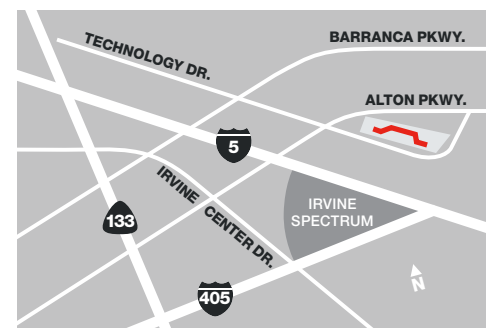 BARRANCA PKWY.
TECHNOLOGY DR.
ALTON PKWY.
5
IRVINE CENTER DR.
IRVINE
SPECTRUM
133
405
N